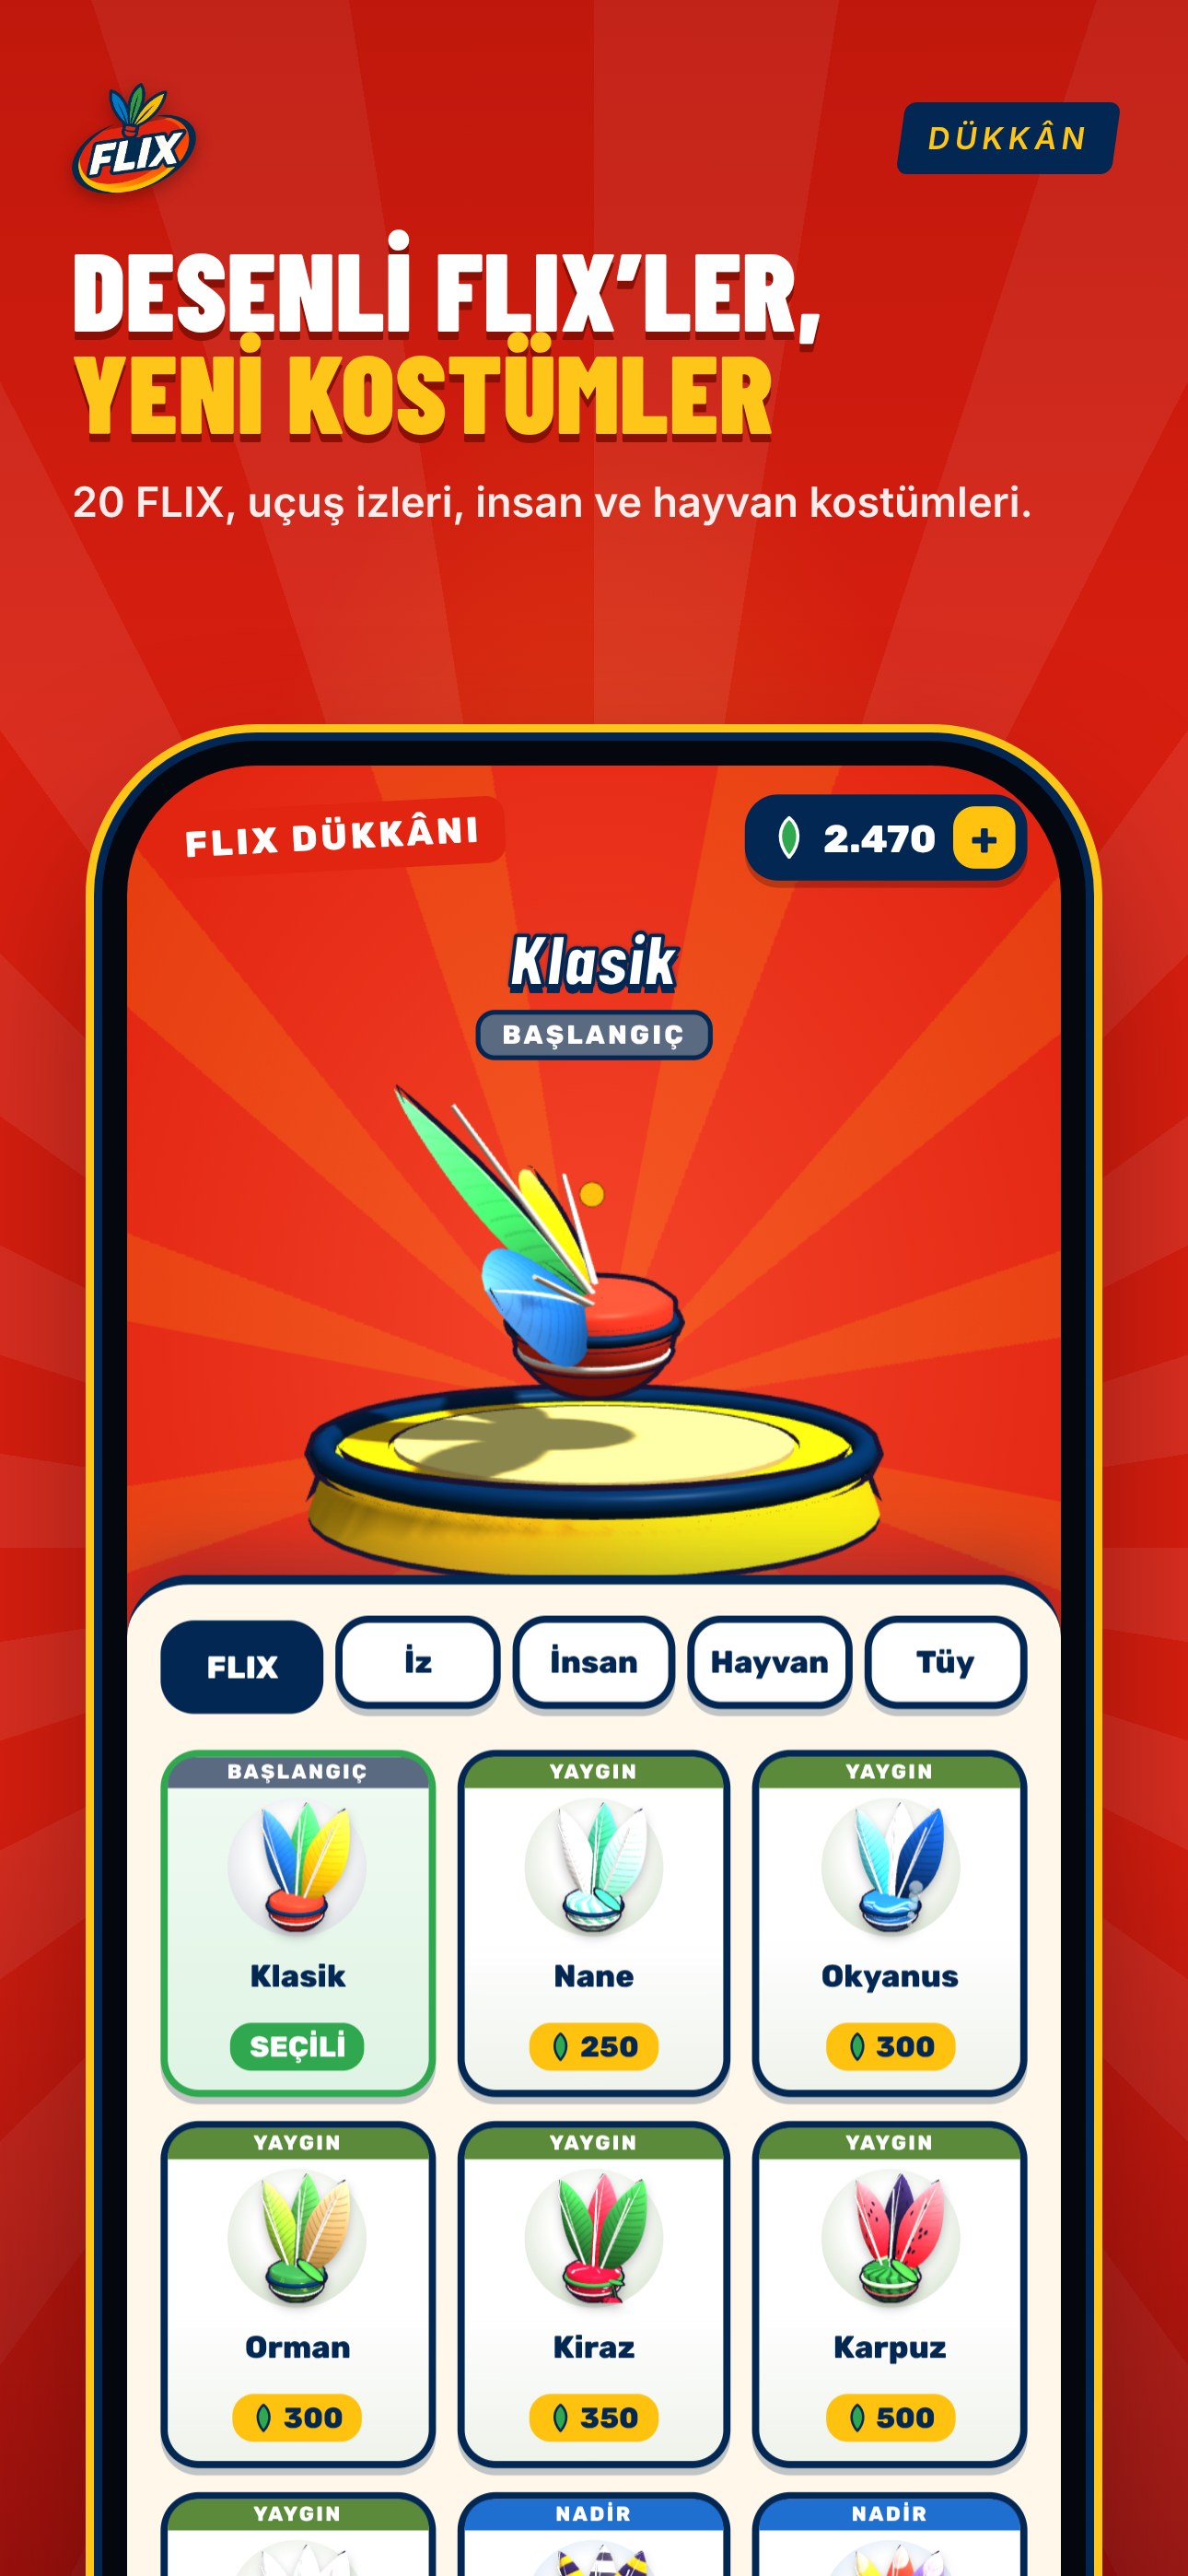 FLIX
DÜKKÂN
DESENLİ FLIX’LER,
YENİ KOSTÜMLER
20 FLIX, uçuş izleri, insan ve hayvan kostümleri.
FLIX DÜKKÂNI
2.470 +
Klasik
BAŞLANGIÇ
FLIX İz İnsan Hayvan Tüy
BAŞLANGIÇ YAYGIN YAYGIN
Klasik Nane Okyanus
SEÇİLİ 250 300
YAYGIN YAYGIN YAYGIN
Orman Kiraz Karpuz
300 350 500
YAYGIN NADİR NADİR